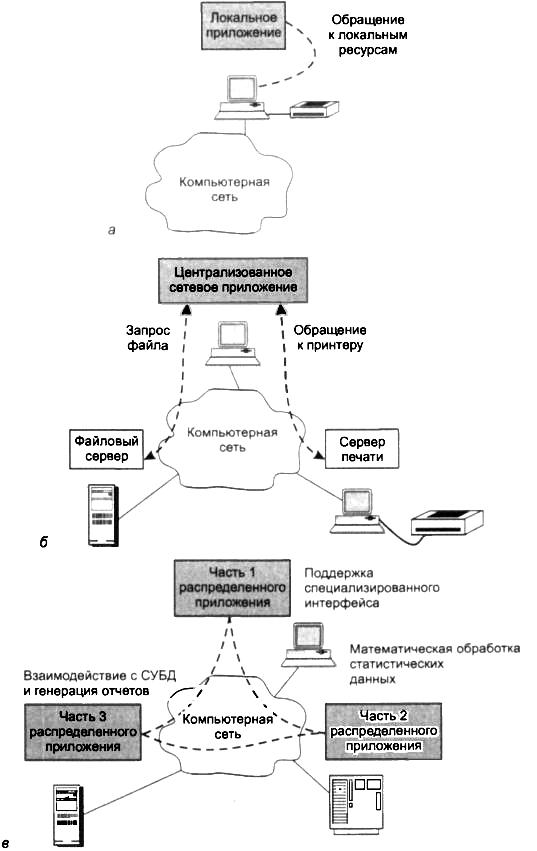 Локальное
приложение
Обращение
к локальным
ресурсам
Компьютерная
сеть
а
Централизованное
сетевое приложение
Запрос
файла
Обращение
к принтеру
Компьютерная
сеть
Файловый
сервер
Сервер
печати
б
Часть 1
распределенного
приложения
Поддержка
специализированного
интерфейса
Математическая обработка
статистических
данных
Взаимодействие с СУБД
и генерация отчетов
Часть 3
распределенного
приложения
Компьютерная
сеть
Часть 2
распределенного
приложения
в